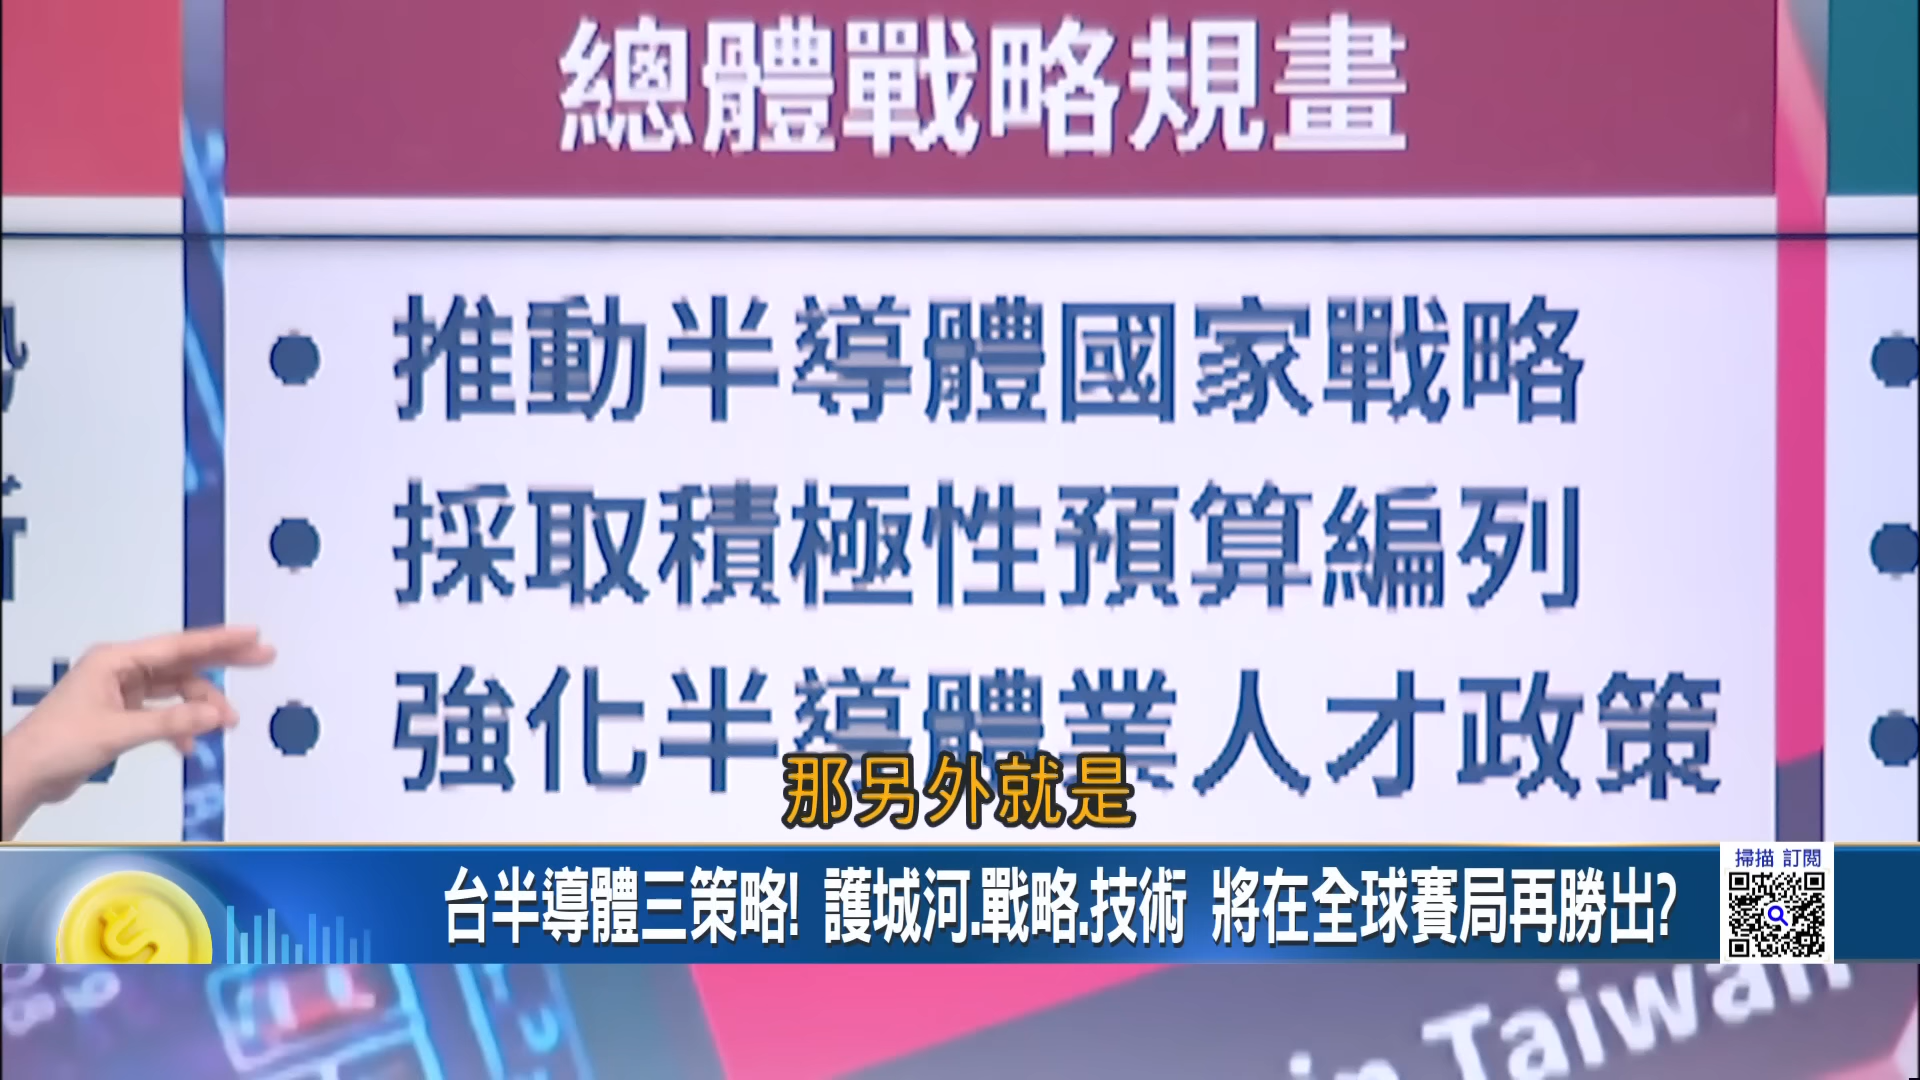 總體戰略規畫
推動半導體國家戰略
採取積極性預算編列
強化半導體業人才政策
那另外就是
台半導體三策略! 護城河.戰略.技術 將在全球賽局再勝出?
掃描 訂閱
in Taiwan